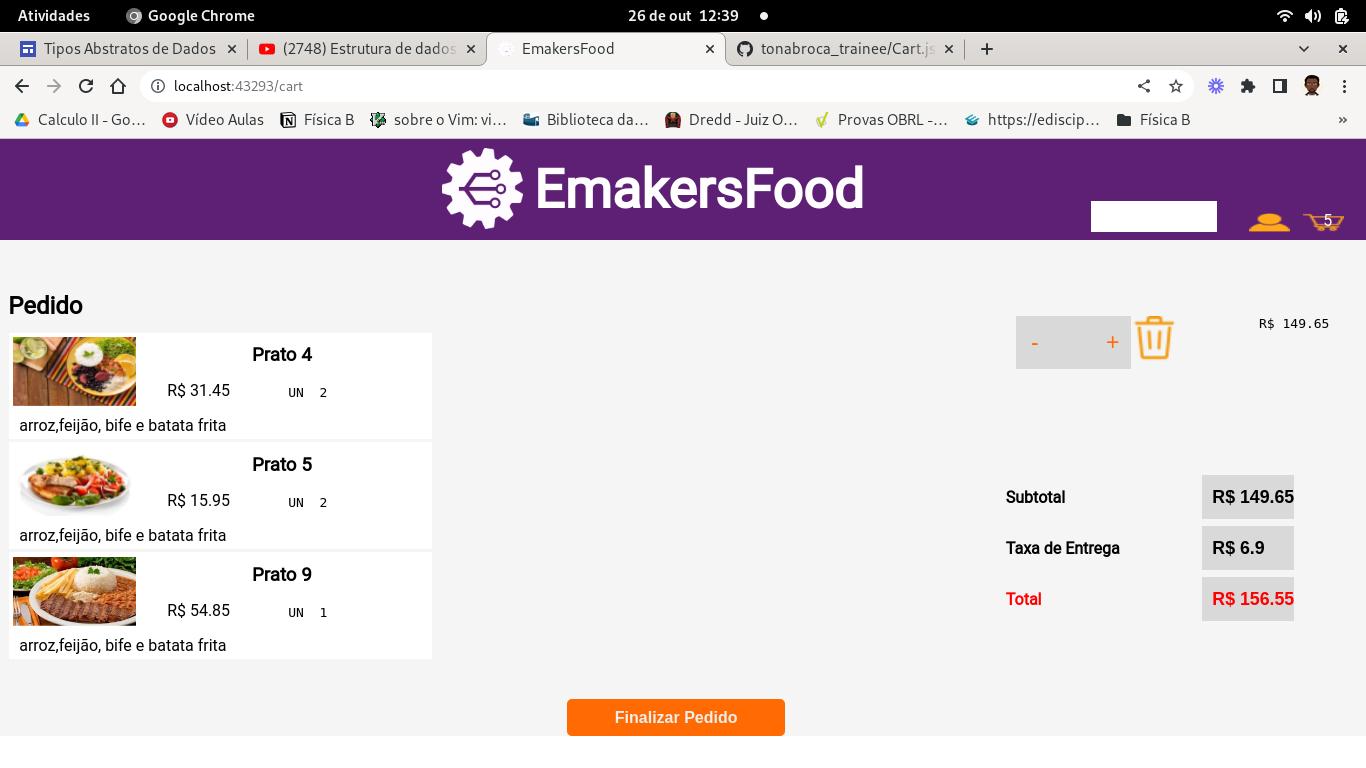 Atividades Google Chrome 26 de out 12:39
Tipos Abstratos de Dados (2748) Estrutura de dados EmakersFood tonabroca_trainee/Cart.js
localhost:43293/cart
Calculo II - Go… Vídeo Aulas Física B sobre o Vim: vi… Biblioteca da… Dredd - Juiz O… Provas OBRL -… https://ediscip… Física B »
EmakersFood
5
Pedido
- +
R$ 149.65
Prato 4
R$ 31.45 UN 2
arroz,feijão, bife e batata frita
Prato 5
R$ 15.95 UN 2
arroz,feijão, bife e batata frita
Prato 9
R$ 54.85 UN 1
arroz,feijão, bife e batata frita
Subtotal R$ 149.65
Taxa de Entrega R$ 6.9
Total R$ 156.55
Finalizar Pedido